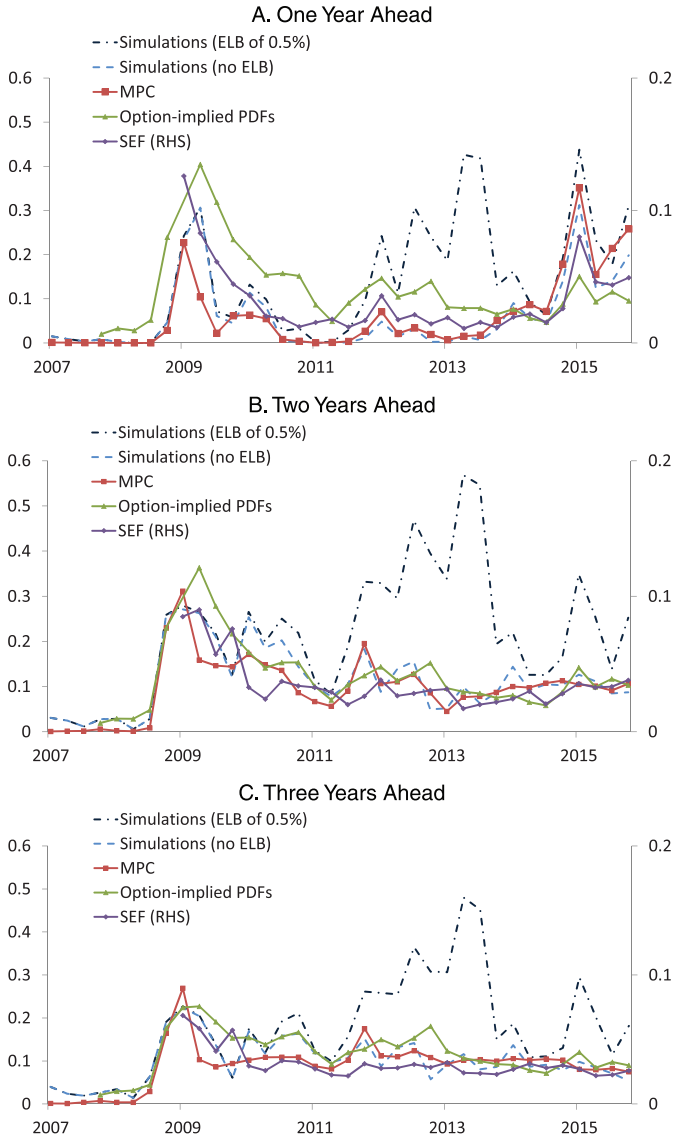 A. One Year Ahead
Simulations (ELB of 0.5%)
Simulations (no ELB)
MPC
Option-implied PDFs
SEF (RHS)
0.6
0.5
0.4
0.3
0.2
0.1
0
0.2
0.1
0
2007 2009 2011 2013 2015
B. Two Years Ahead
Simulations (ELB of 0.5%)
Simulations (no ELB)
MPC
Option-implied PDFs
SEF (RHS)
0.6
0.5
0.4
0.3
0.2
0.1
0
0.2
0.1
0
2007 2009 2011 2013 2015
C. Three Years Ahead
Simulations (ELB of 0.5%)
Simulations (no ELB)
MPC
Option-implied PDFs
SEF (RHS)
0.6
0.5
0.4
0.3
0.2
0.1
0
0.2
0.1
0
2007 2009 2011 2013 2015